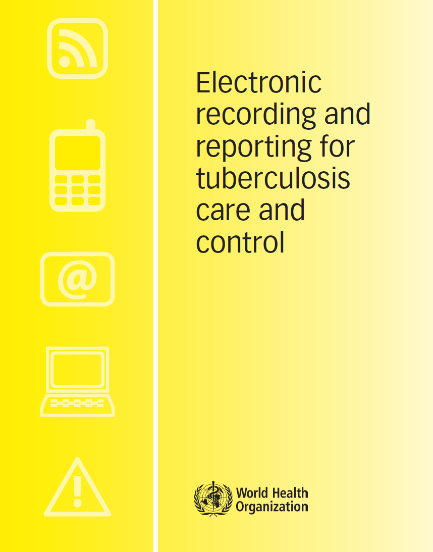 Electronic
recording and
reporting for
tuberculosis
care and
control
@
World Health
Organization